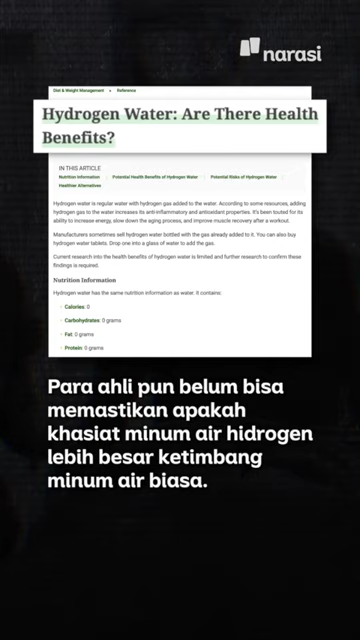 narasi
Diet & Weight Management
Reference
Hydrogen Water: Are There Health
Benefits?
IN THIS ARTICLE
Nutrition Information
Potential Health Benefits of Hydrogen Water
Potential Risks of Hydrogen Water
Healthier Alternatives
Hydrogen water is regular water with hydrogen gas added to the water. According to some resources, adding
hydrogen gas to the water increases its anti-inflammatory and antioxidant properties. It's been touted for its
ability to increase energy, slow down the aging process, and improve muscle recovery after a workout.
Manufacturers sometimes sell hydrogen water bottled with the gas already added to it. You can also buy
hydrogen water tablets. Drop one into a glass of water to add the gas.
Current research into the health benefits of hydrogen water is limited and further research to confirm these
findings is required.
Nutrition Information
Hydrogen water has the same nutrition information as water. It contains:
Calories: 0
Carbohydrates: 0 grams
Fat: 0 grams
Protein: 0 grams
Para ahli pun belum bisa
memastikan apakah
khasiat minum air hidrogen
lebih besar ketimbang
minum air biasa.